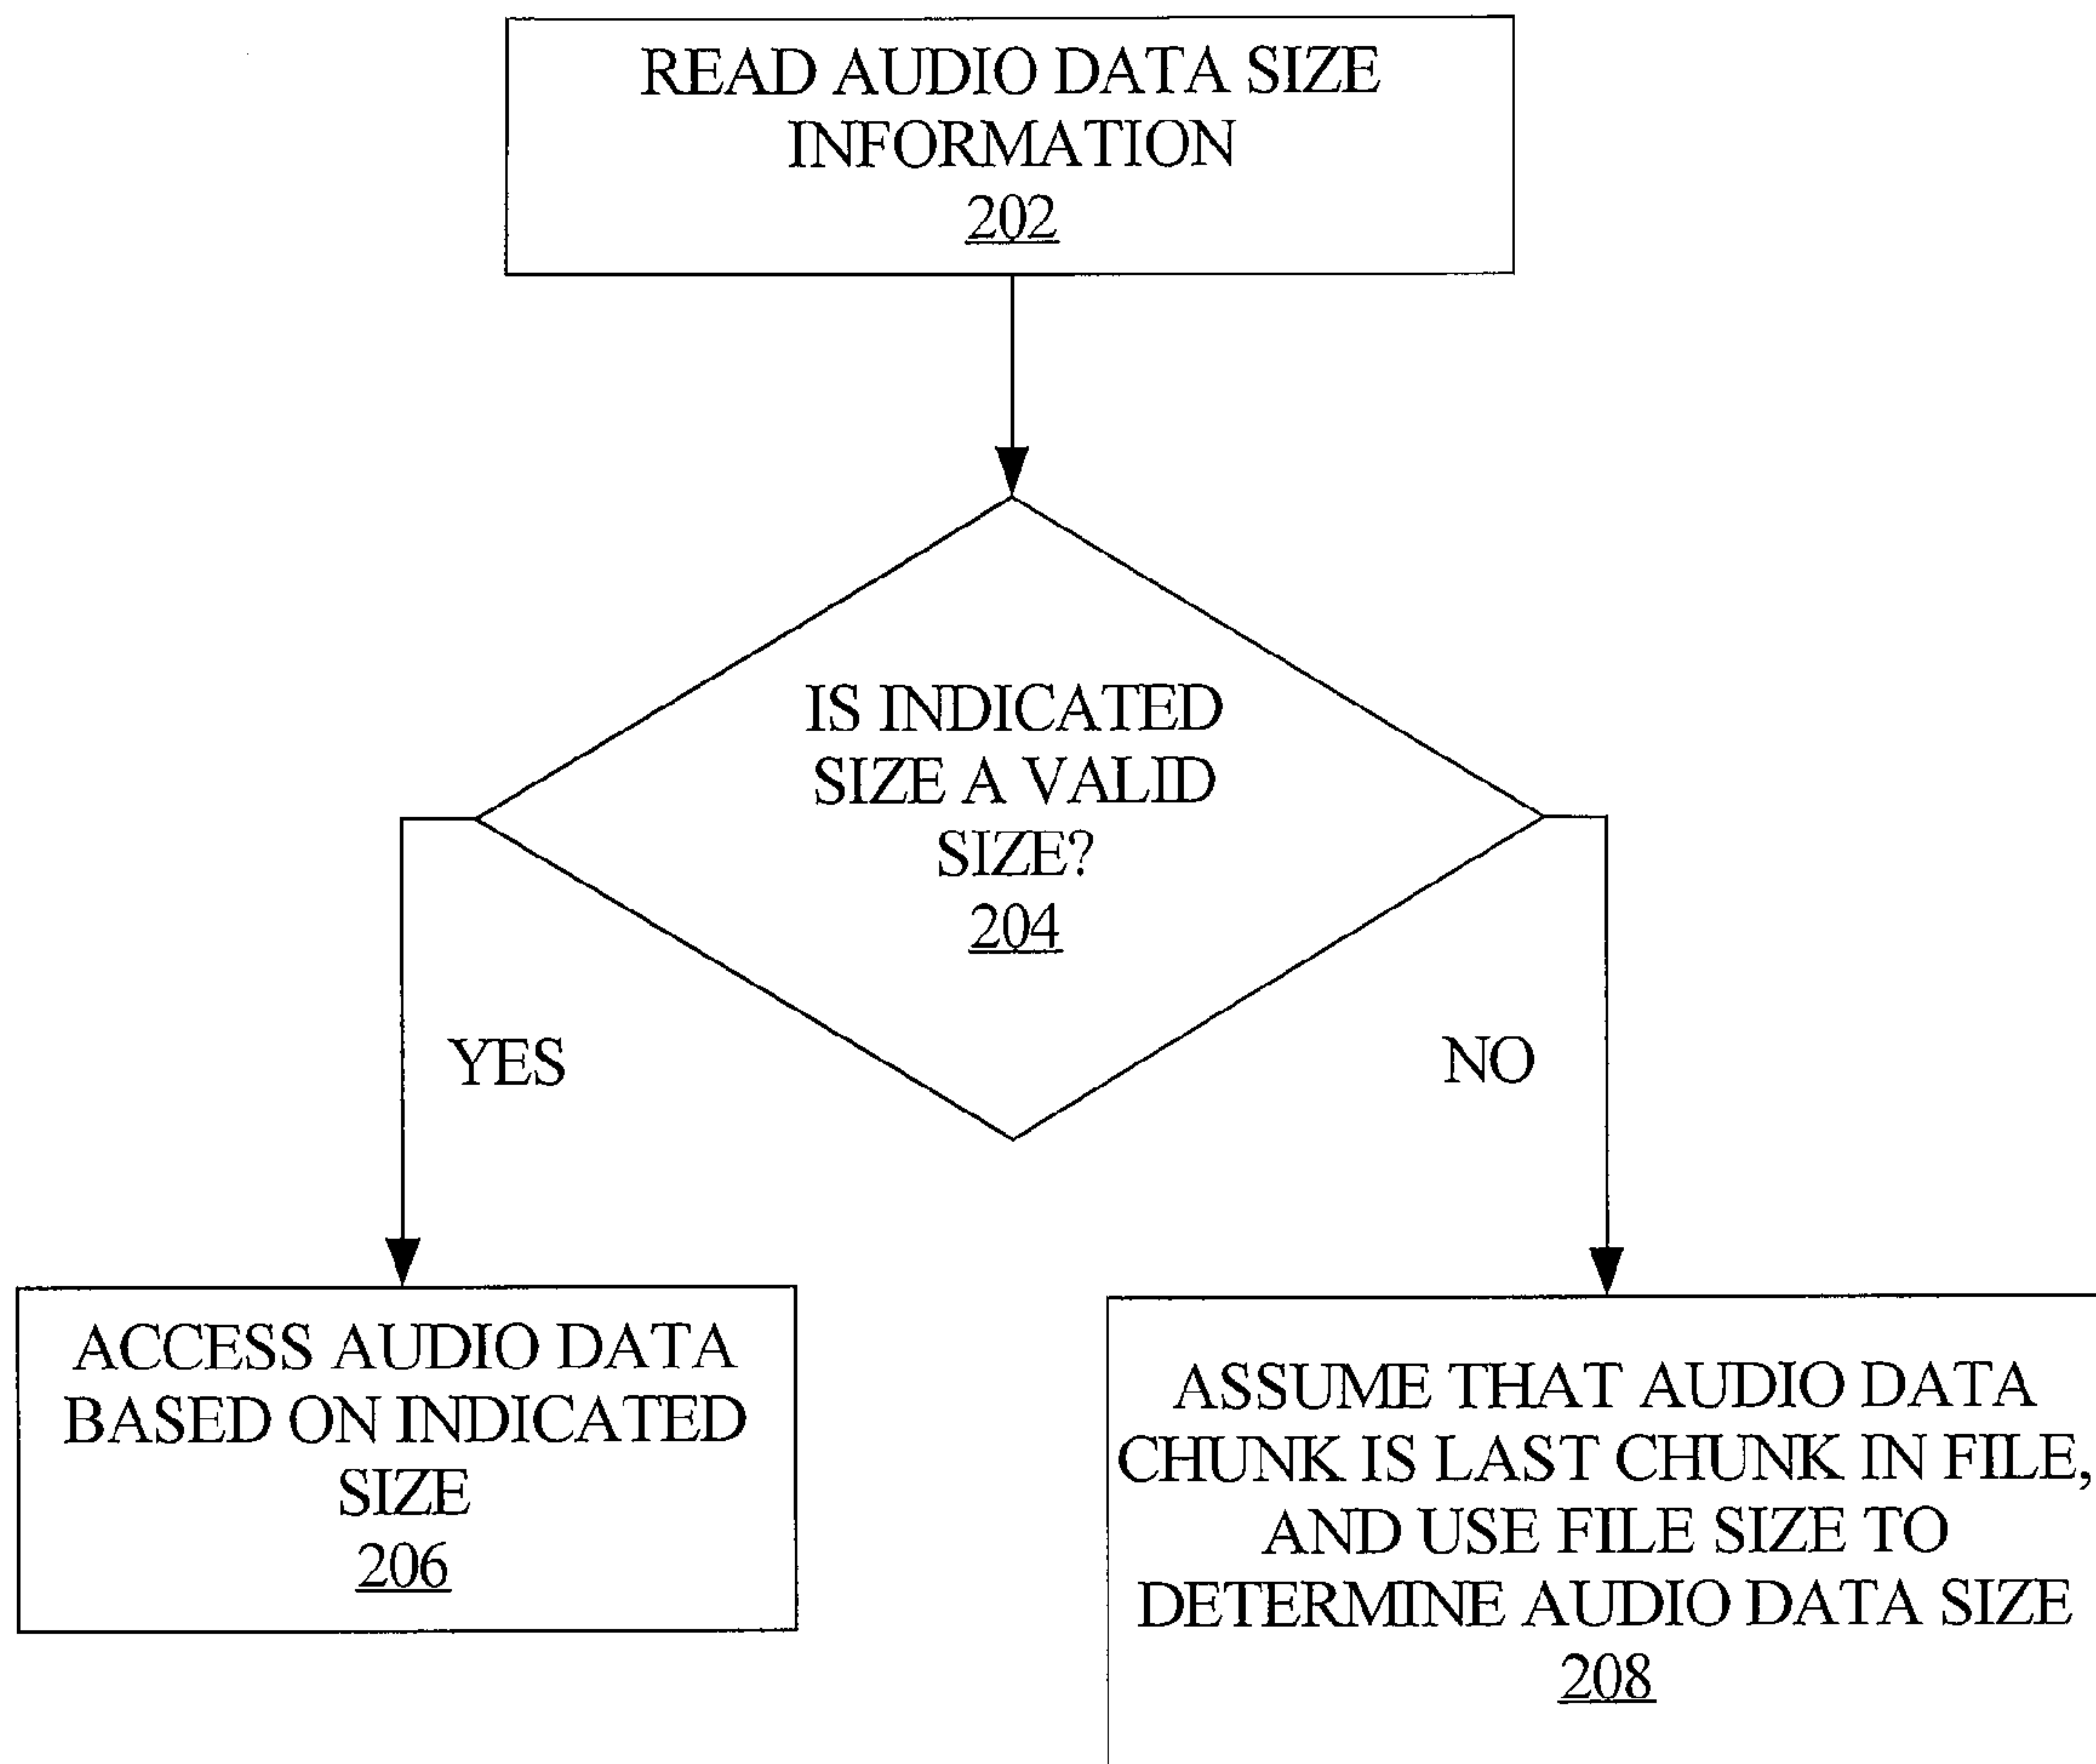 READ AUDIO DATA SIZE
INFORMATION
202
IS INDICATED
SIZE A VALID
SIZE?
204
YES
NO
ACCESS AUDIO DATA
BASED ON INDICATED
SIZE
206
ASSUME THAT AUDIO DATA
CHUNK IS LAST CHUNK IN FILE,
AND USE FILE SIZE TO
DETERMINE AUDIO DATA SIZE
208